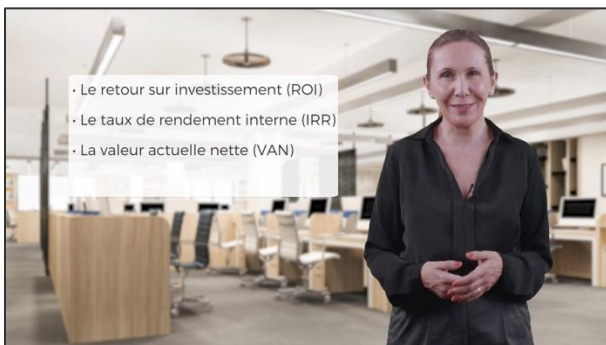 · Le retour sur investissement (ROI)
· Le taux de rendement interne (IRR)
· La valeur actuelle nette (VAN)